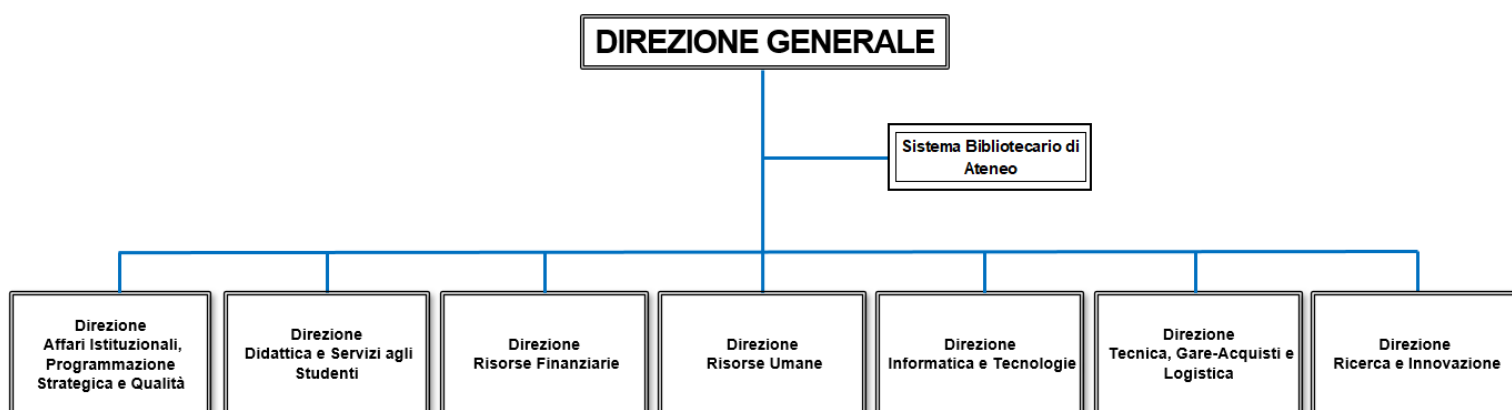 DIREZIONE GENERALE
Sistema Bibliotecario di
Ateneo
Direzione
Affari Istituzionali,
Programmazione
Strategica e Qualità
Direzione
Didattica e Servizi agli
Studenti
Direzione
Risorse Finanziarie
Direzione
Risorse Umane
Direzione
Informatica e Tecnologie
Direzione
Tecnica, Gare-Acquisti e
Logistica
Direzione
Ricerca e Innovazione